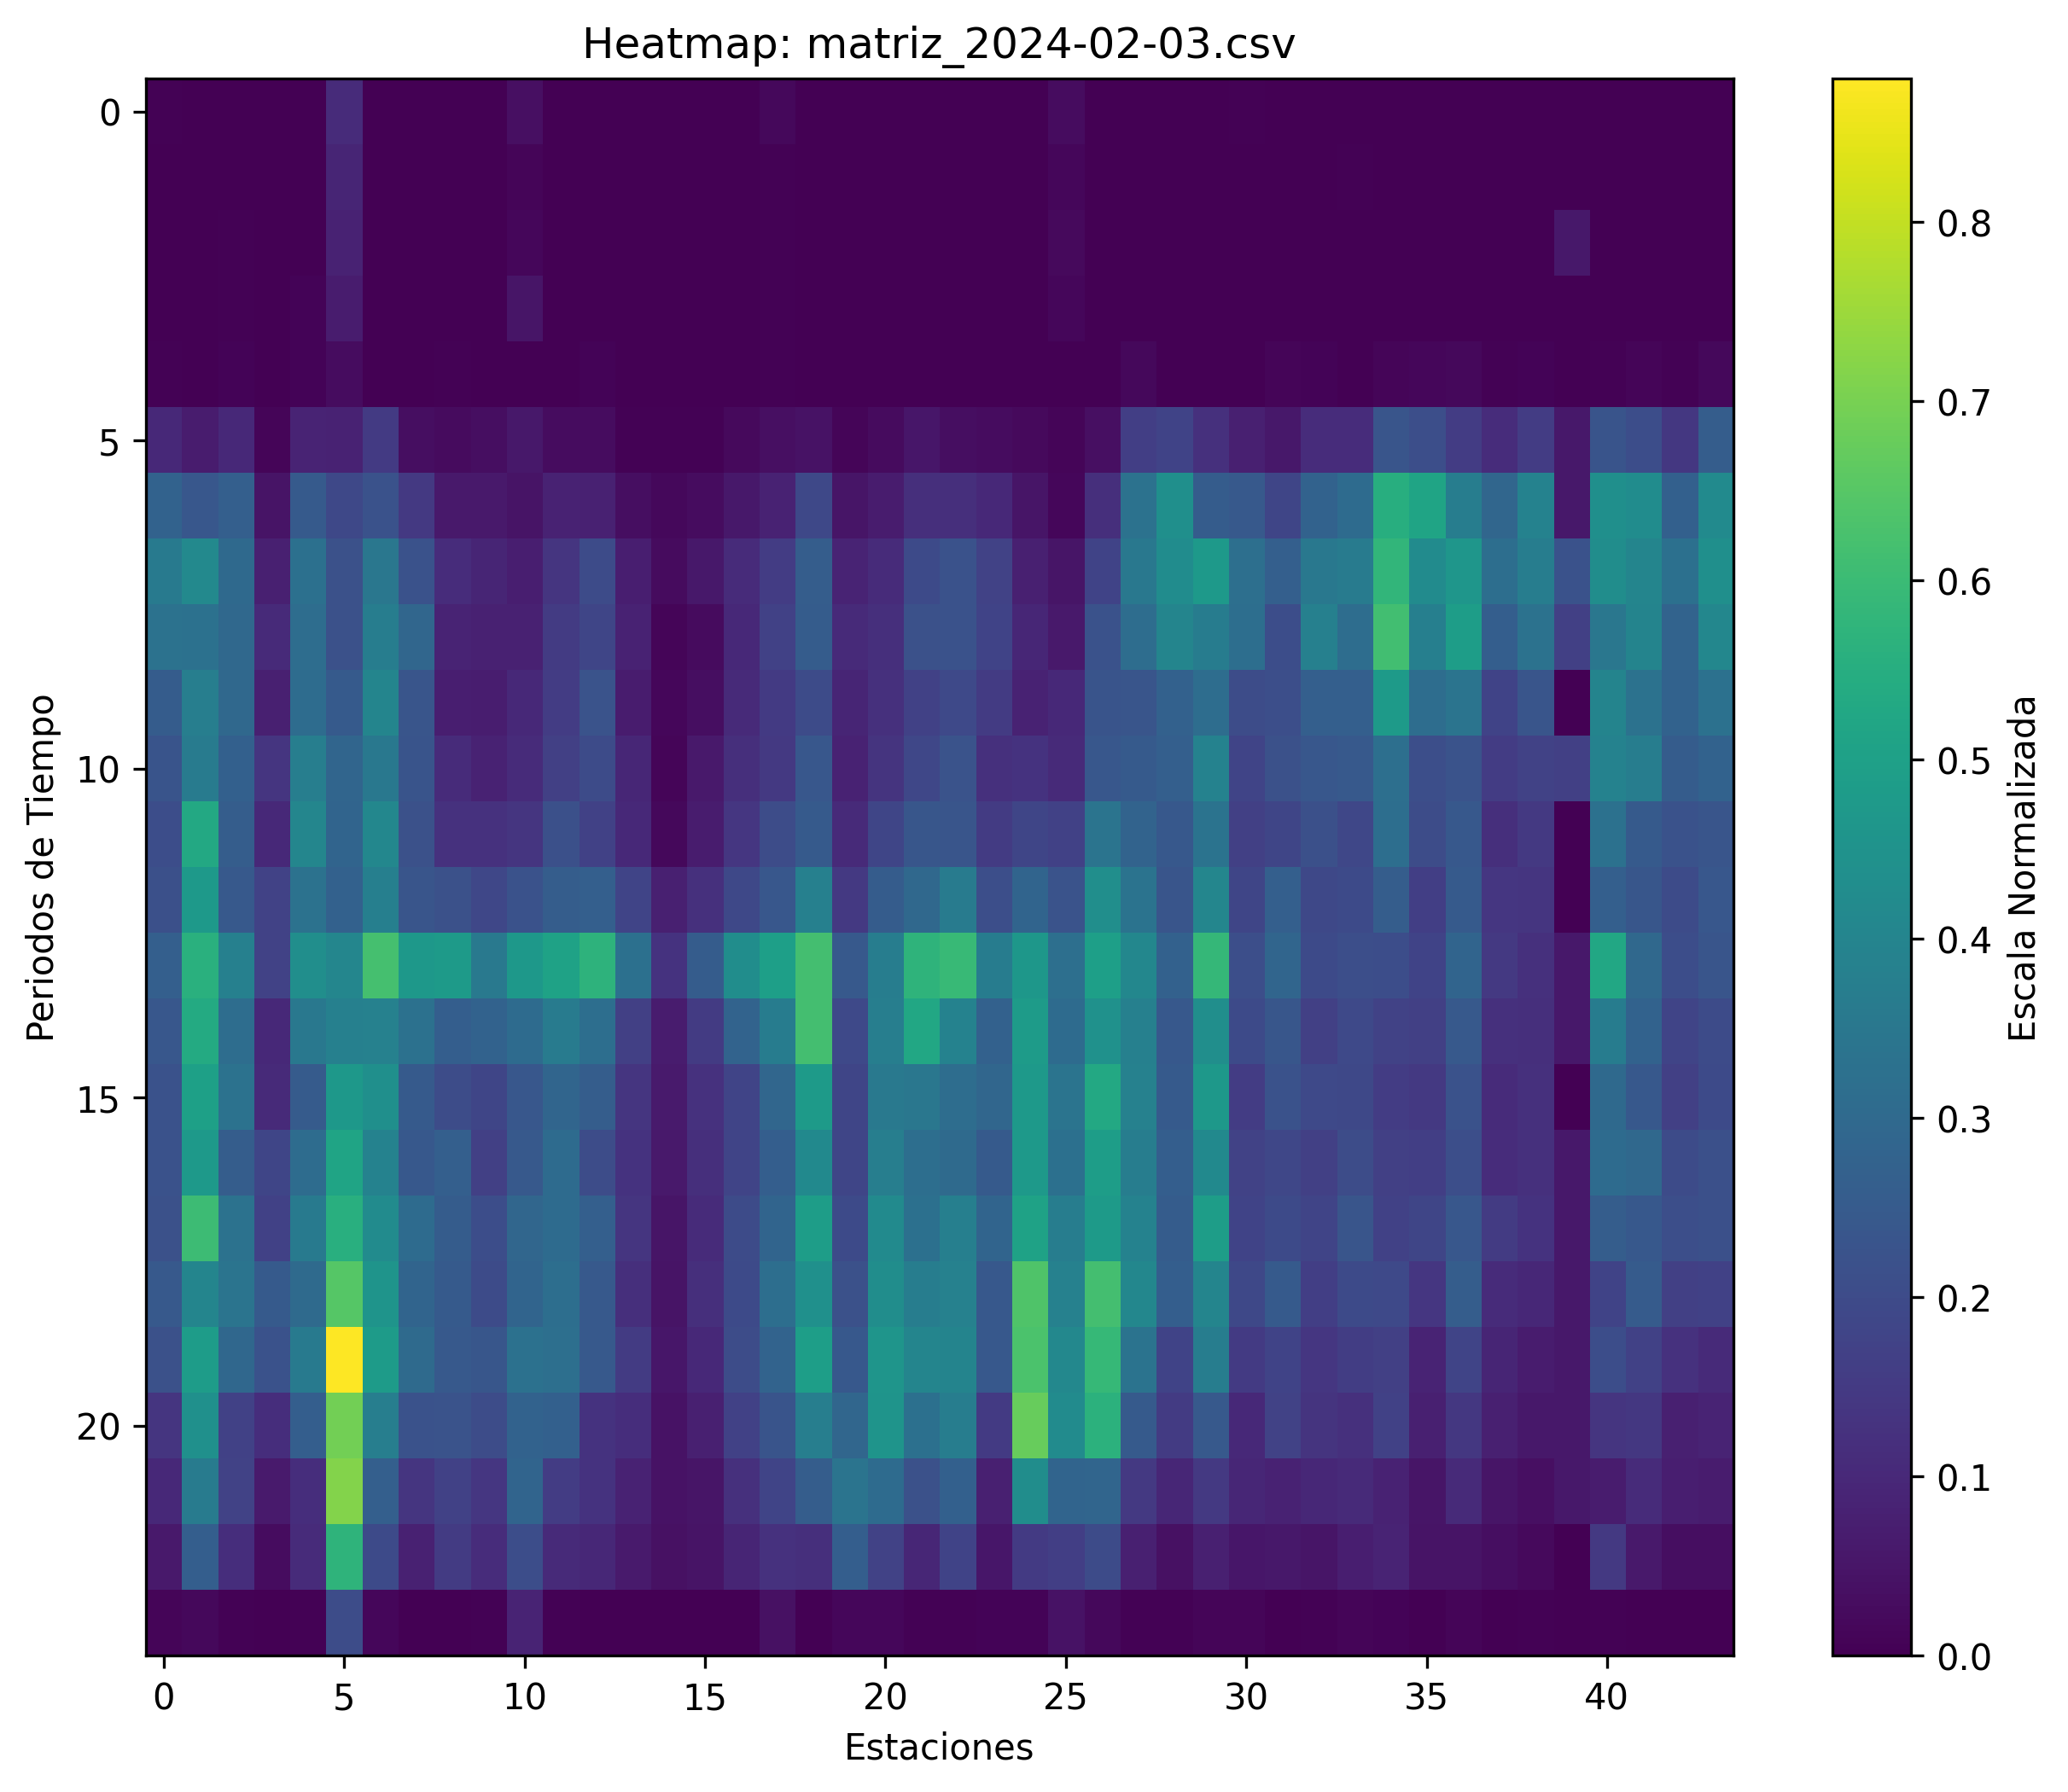 Heatmap: matriz_2024-02-03.csv
Periodos de Tiempo
0
5
10
15
20
0 5 10 15 20 25 30 35 40
Estaciones
0.8
0.7
0.6
0.5
0.4
0.3
0.2
0.1
0.0
Escala Normalizada